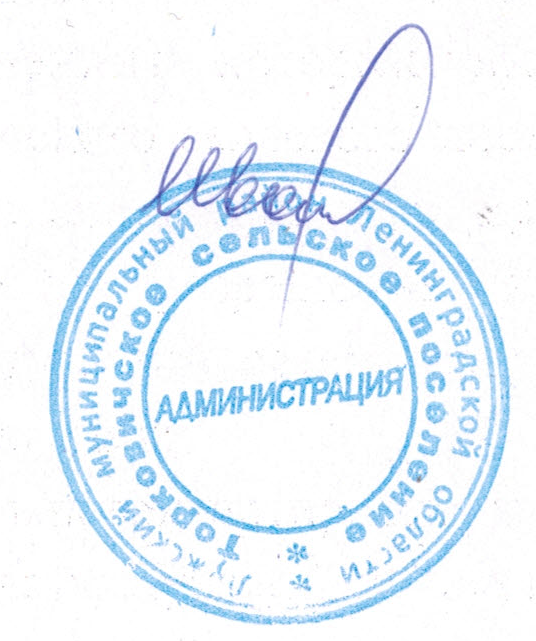 Лужский муниципальный район Ленинградской области *
Торковичское сельское поселение *
АДМИНИСТРАЦИЯ